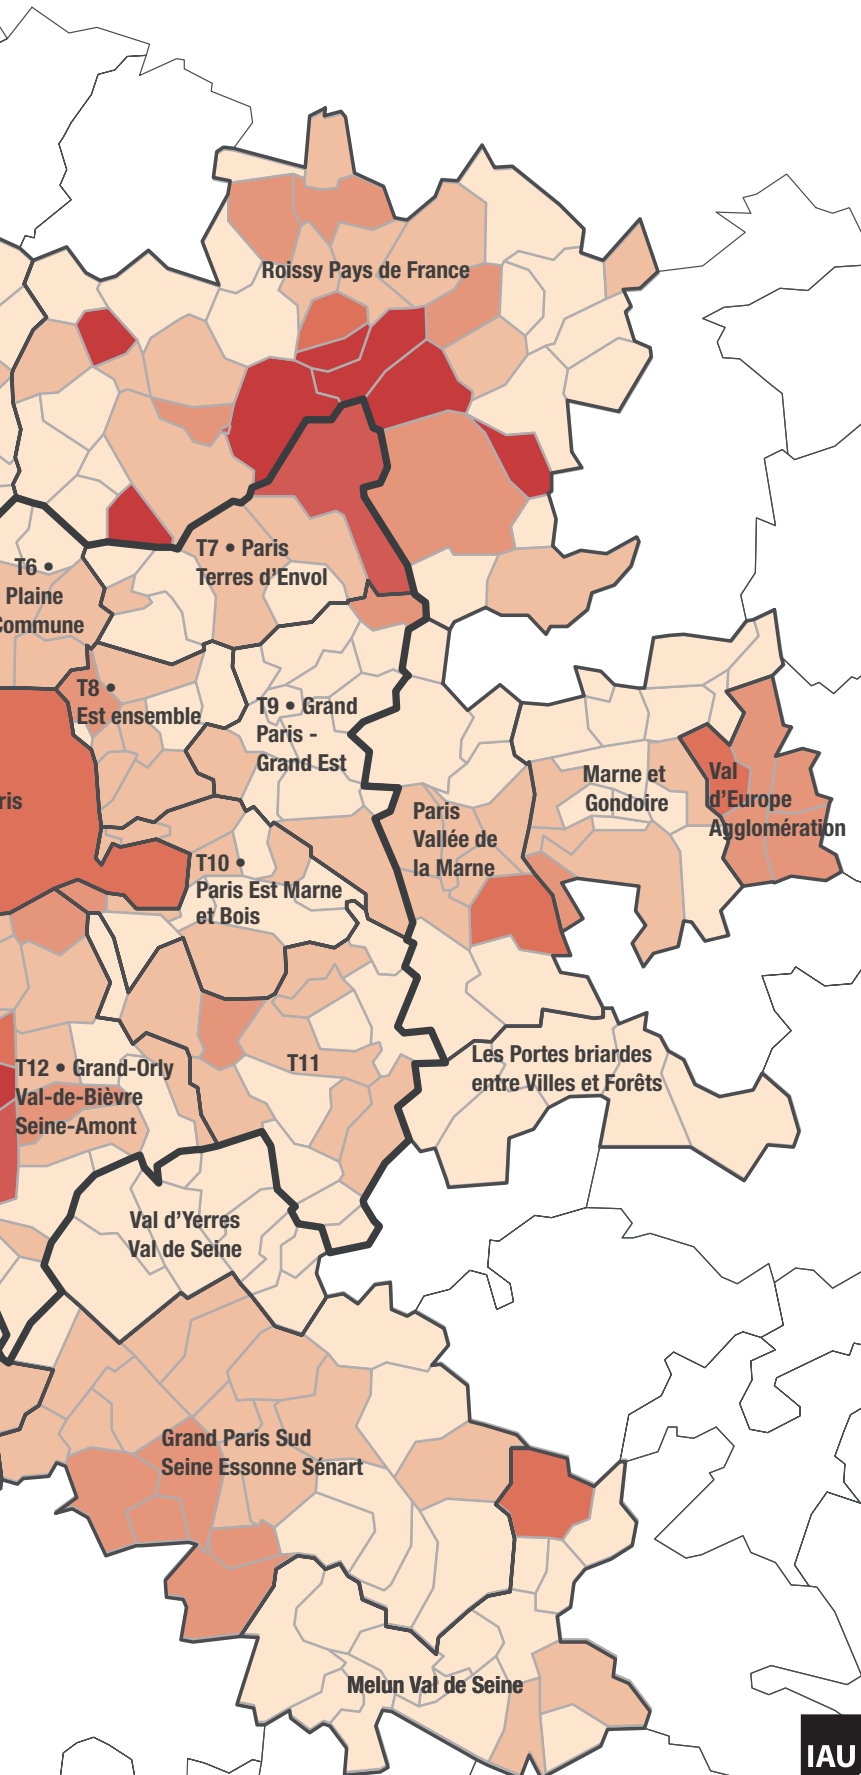 Roissy Pays de France
T7 • Paris
Terres d'Envol
T6 •
Plaine
Commune
T8 •
Est ensemble
T9 • Grand
Paris -
Grand Est
ris
Marne et
Gondoire
Val
d'Europe
Agglomération
Paris
Vallée de
la Marne
T10 •
Paris Est Marne
et Bois
Les Portes briardes
entre Villes et Forêts
T11
T12 • Grand-Orly
Val-de-Bièvre
Seine-Amont
Val d'Yerres
Val de Seine
Grand Paris Sud
Seine Essonne Sénart
Melun Val de Seine
IAU